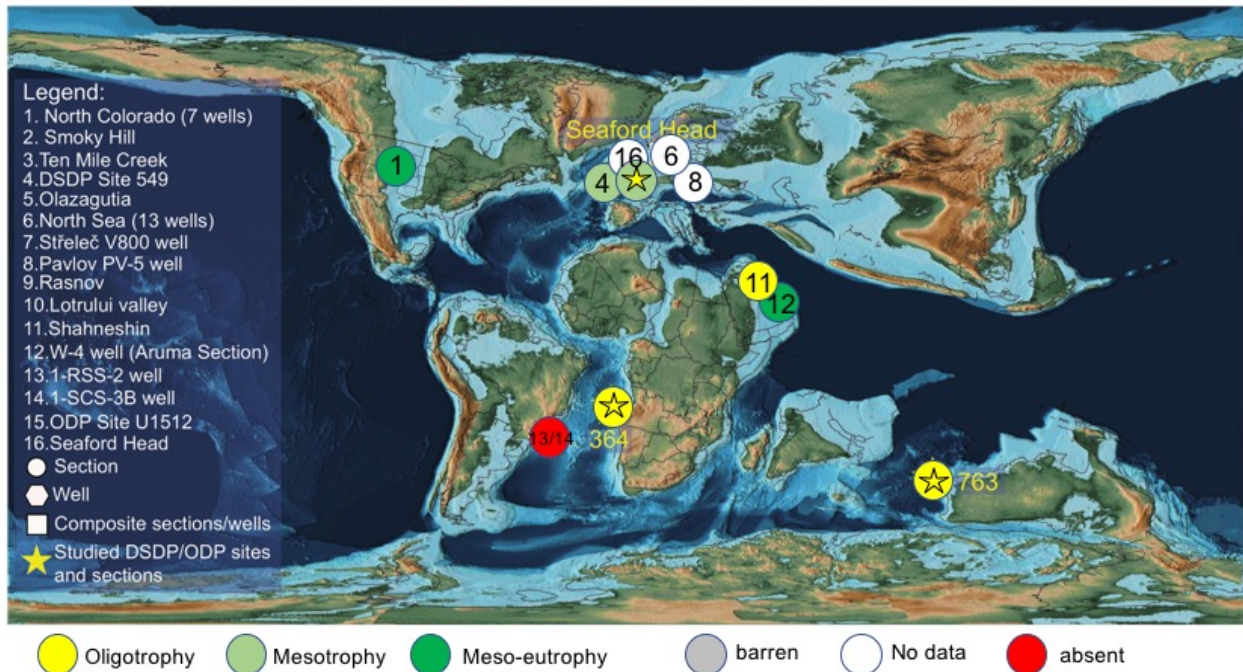 Legend:
1. North Colorado (7 wells)
2. Smoky Hill
3.Ten Mile Creek
4.DSDP Site 549
5.Olazagutia
6.North Sea (13 wells)
7.Střeleč V800 well
8.Pavlov PV-5 well
9.Rasnov
10.Lotrului valley
11.Shahneshin
12.W-4 well (Aruma Section)
13.1-RSS-2 well
14.1-SCS-3B well
15.ODP Site U1512
16.Seaford Head
Section
Well
Composite sections/wells
Studied DSDP/ODP sites
and sections
Seaford Head
1
16
6
4
8
11
12
13/14
364
763
Oligotrophy
Mesotrophy
Meso-eutrophy
barren
No data
absent